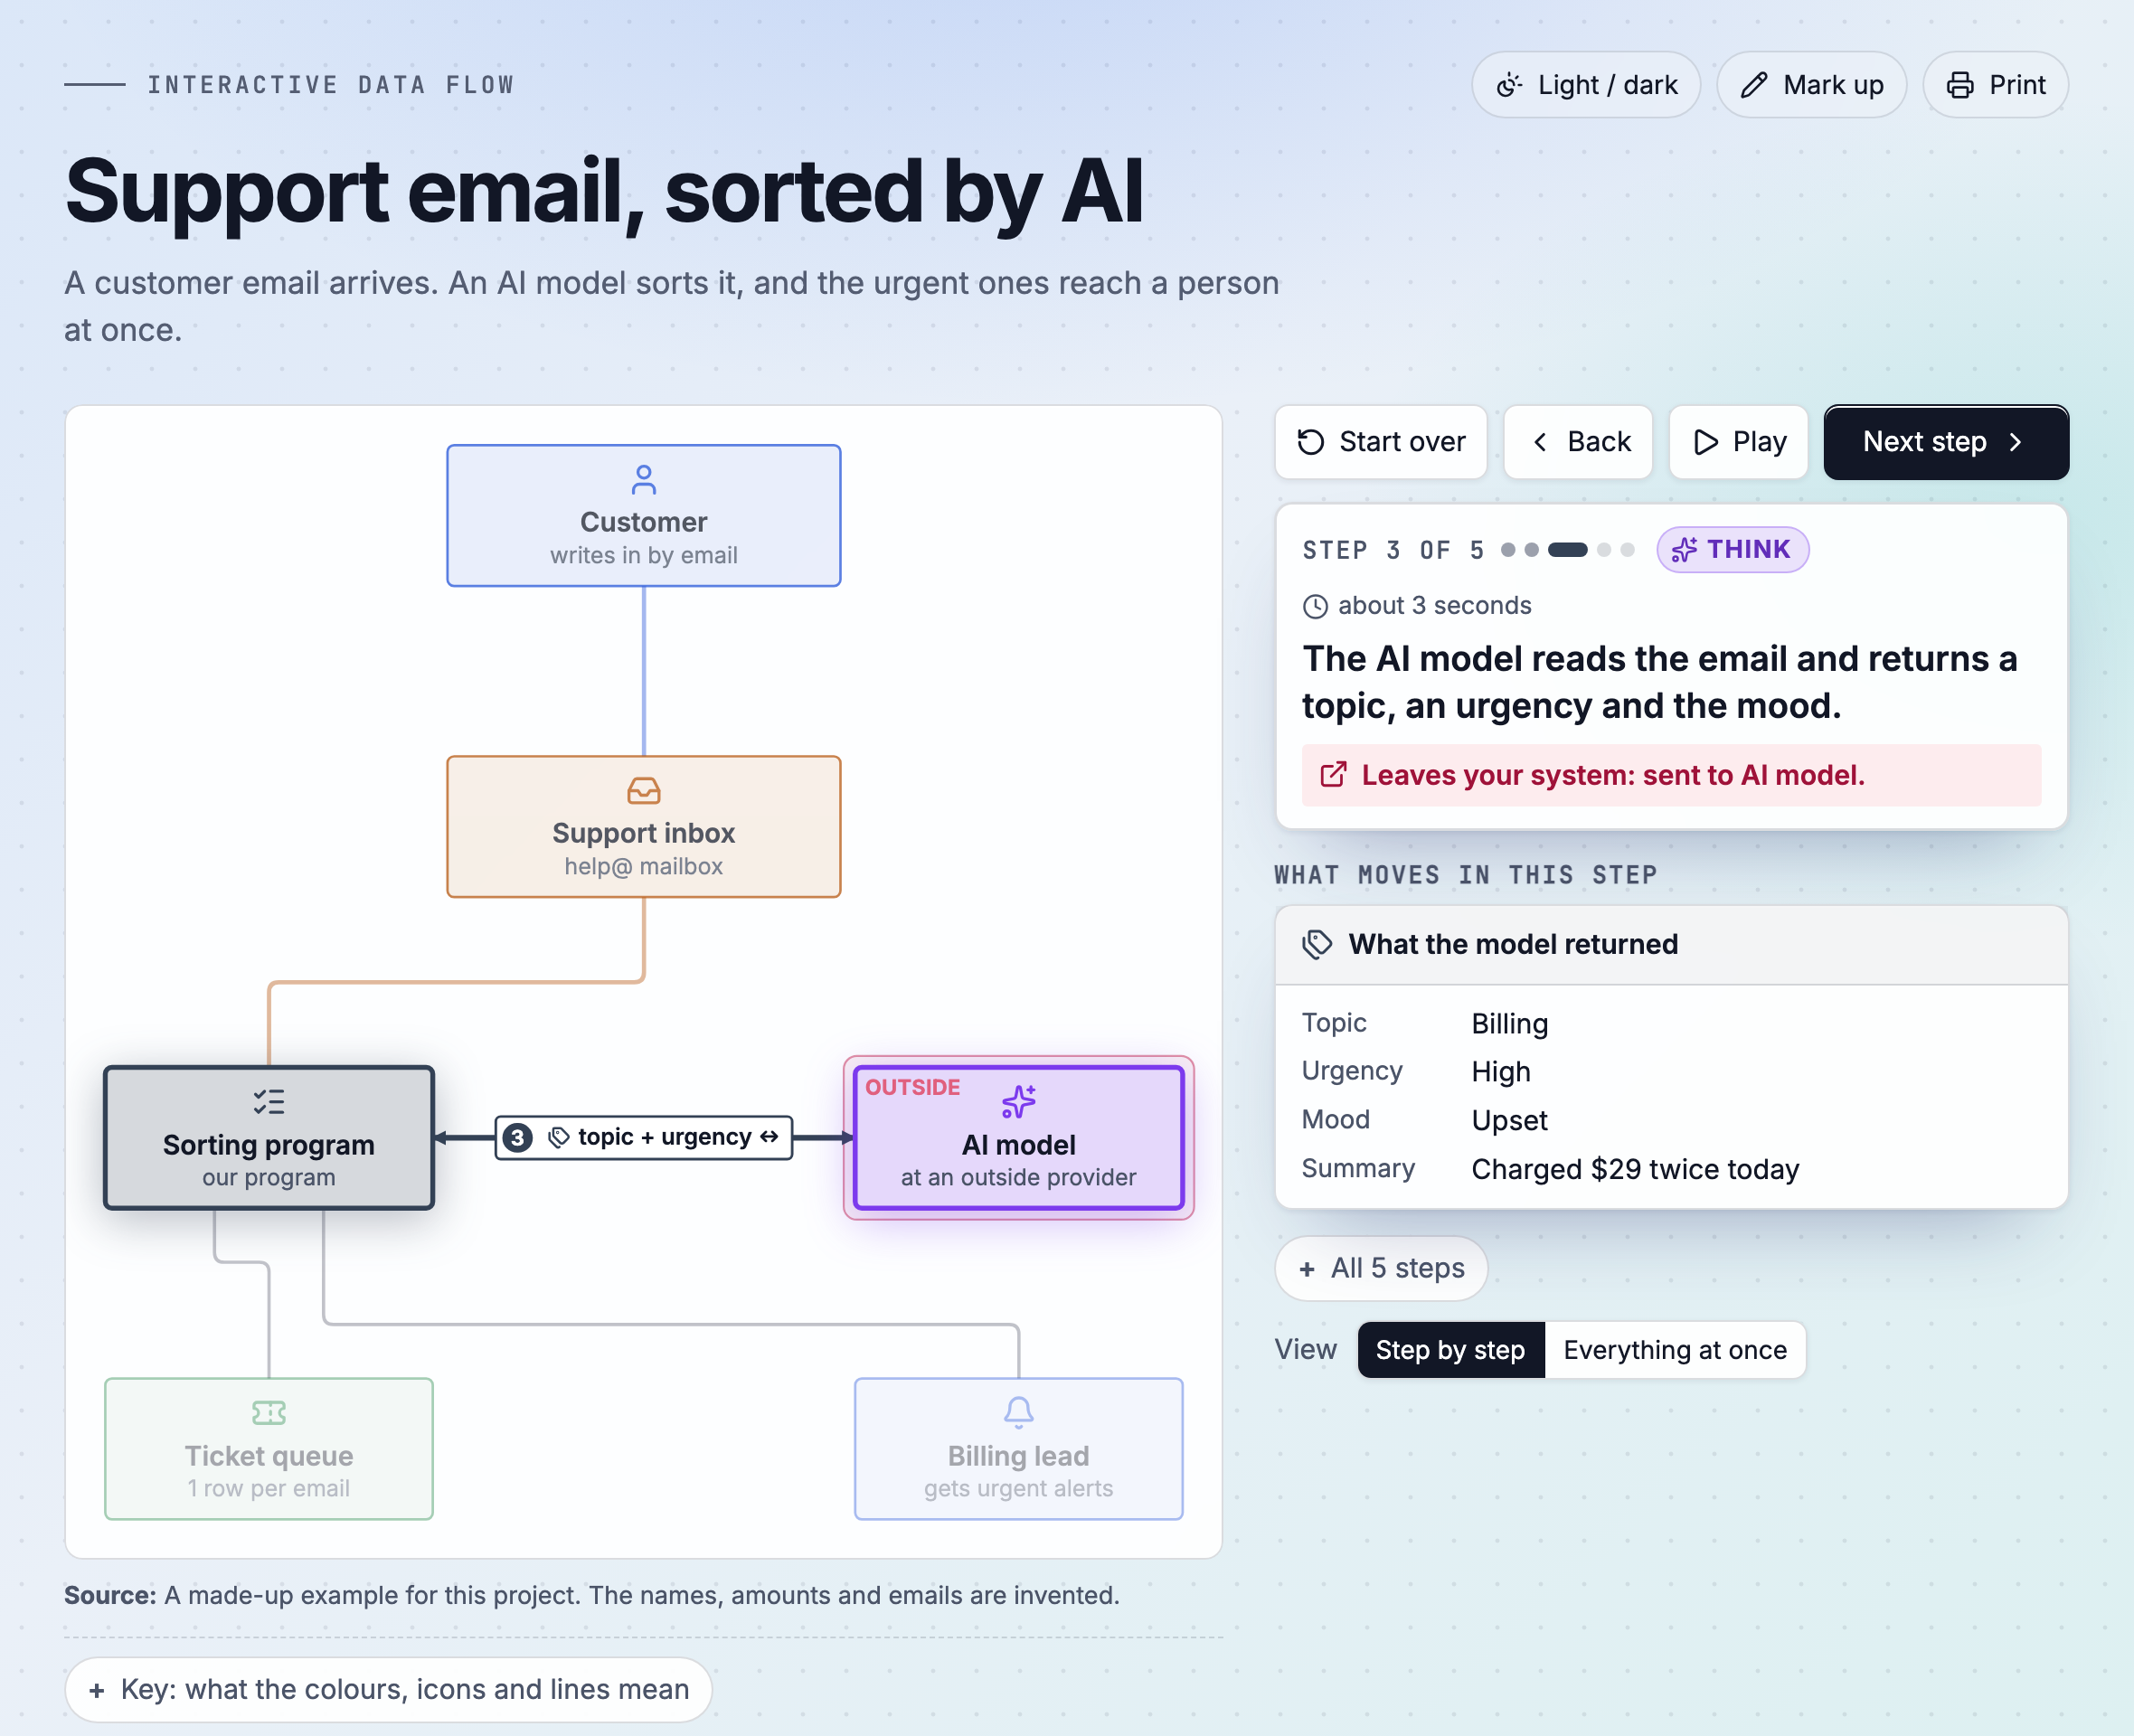 INTERACTIVE DATA FLOW
Light / dark
Mark up
Print
Support email, sorted by AI
A customer email arrives. An AI model sorts it, and the urgent ones reach a person
at once.
Customer
writes in by email
Support inbox
help@ mailbox
Sorting program
our program
3 topic + urgency ↔
OUTSIDE
AI model
at an outside provider
Ticket queue
1 row per email
Billing lead
gets urgent alerts
Source: A made-up example for this project. The names, amounts and emails are invented.
+ Key: what the colours, icons and lines mean
Start over
Back
Play
Next step
STEP 3 OF 5
THINK
about 3 seconds
The AI model reads the email and returns a
topic, an urgency and the mood.
Leaves your system: sent to AI model.
WHAT MOVES IN THIS STEP
What the model returned
Topic Billing
Urgency High
Mood Upset
Summary Charged $29 twice today
+ All 5 steps
View Step by step Everything at once